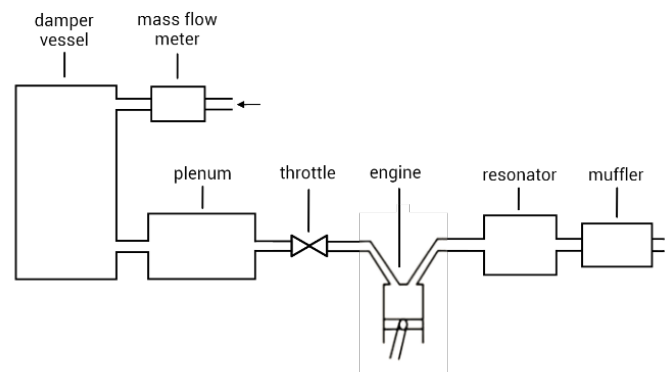 damper
vessel
mass flow
meter
plenum
throttle
engine
resonator
muffler